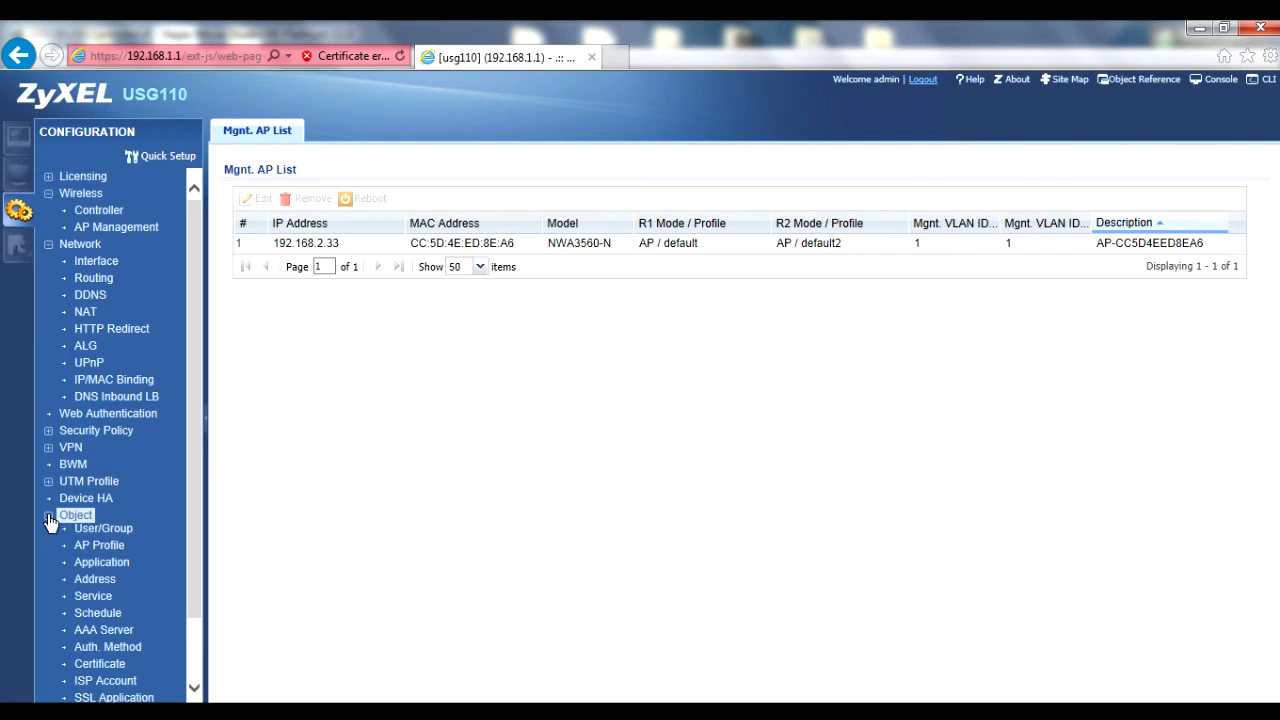 https://192.168.1.1/ext-js/web-pag Certificate er... [usg110] (192.168.1.1) - .:: ...
ZyXEL USG110
Welcome admin | Logout ? Help Z About Site Map Object Reference Console CLI
CONFIGURATION
Quick Setup
Licensing
Wireless
Controller
AP Management
Network
Interface
Routing
DDNS
NAT
HTTP Redirect
ALG
UPnP
IP/MAC Binding
DNS Inbound LB
Web Authentication
Security Policy
VPN
BWM
UTM Profile
Device HA
Object
User/Group
AP Profile
Application
Address
Service
Schedule
AAA Server
Auth. Method
Certificate
ISP Account
SSL Application
Mgnt. AP List
Mgnt. AP List
Edit Remove Reboot
# IP Address MAC Address Model R1 Mode / Profile R2 Mode / Profile Mgnt. VLAN ID... Mgnt. VLAN ID... Description
1 192.168.2.33 CC:5D:4E:ED:8E:A6 NWA3560-N AP / default AP / default2 1 1 AP-CC5D4EED8EA6
Page 1 of 1 Show 50 items Displaying 1 - 1 of 1